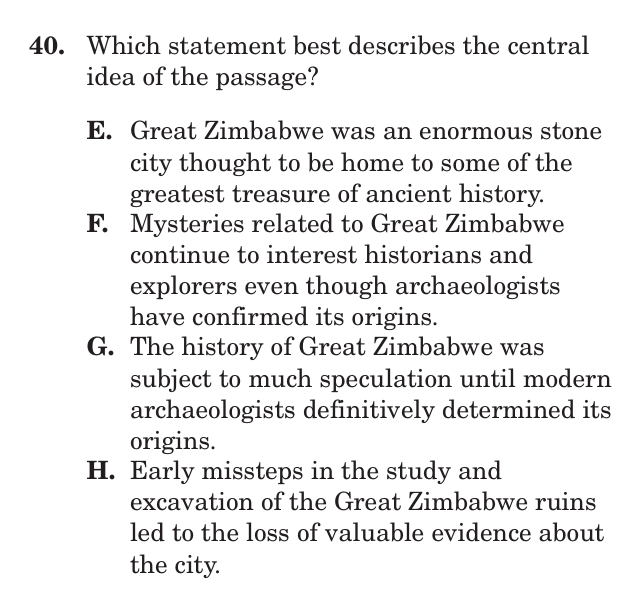 40. Which statement best describes the central
idea of the passage?
E. Great Zimbabwe was an enormous stone
city thought to be home to some of the
greatest treasure of ancient history.
F. Mysteries related to Great Zimbabwe
continue to interest historians and
explorers even though archaeologists
have confirmed its origins.
G. The history of Great Zimbabwe was
subject to much speculation until modern
archaeologists definitively determined its
origins.
H. Early missteps in the study and
excavation of the Great Zimbabwe ruins
led to the loss of valuable evidence about
the city.